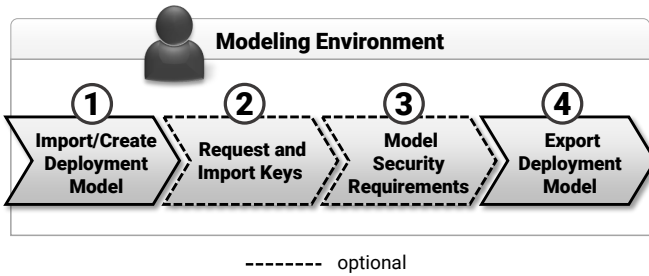 Modeling Environment
1
Import/Create
Deployment
Model
2
Request and
Import Keys
3
Model
Security
Requirements
4
Export
Deployment
Model
optional